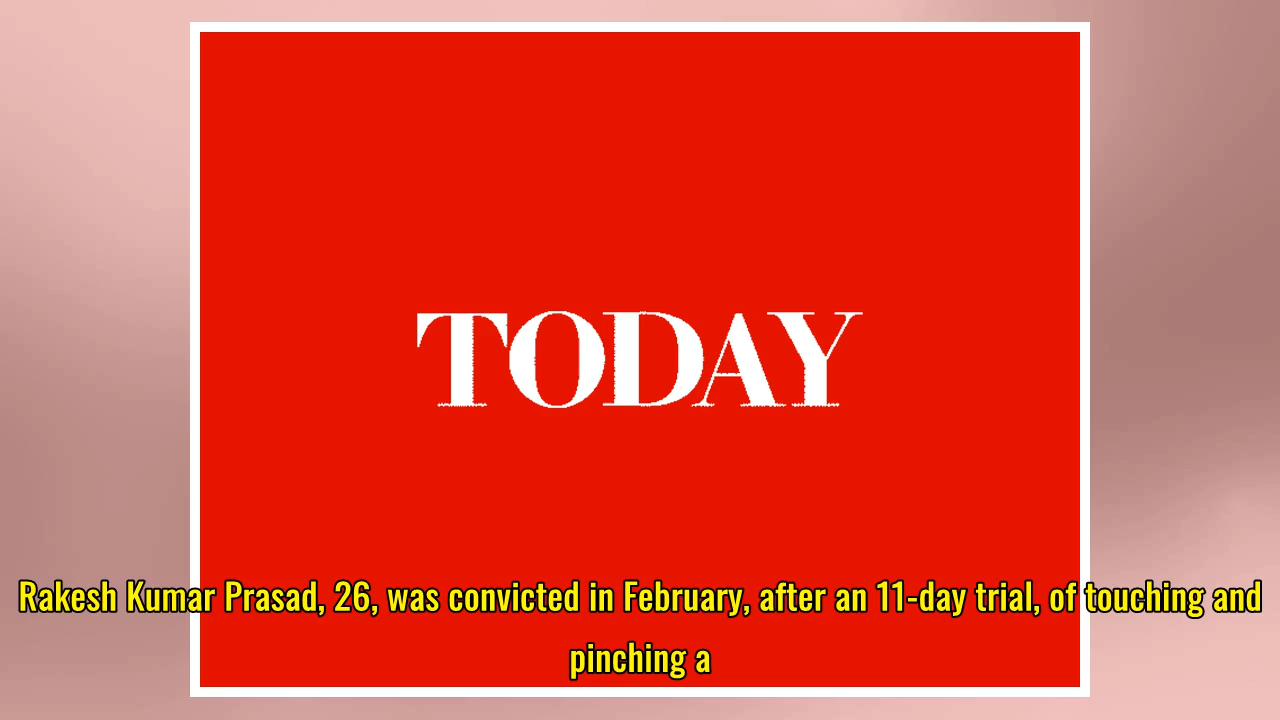 TODAY
Rakesh Kumar Prasad, 26, was convicted in February, after an 11-day trial, of touching and
pinching a